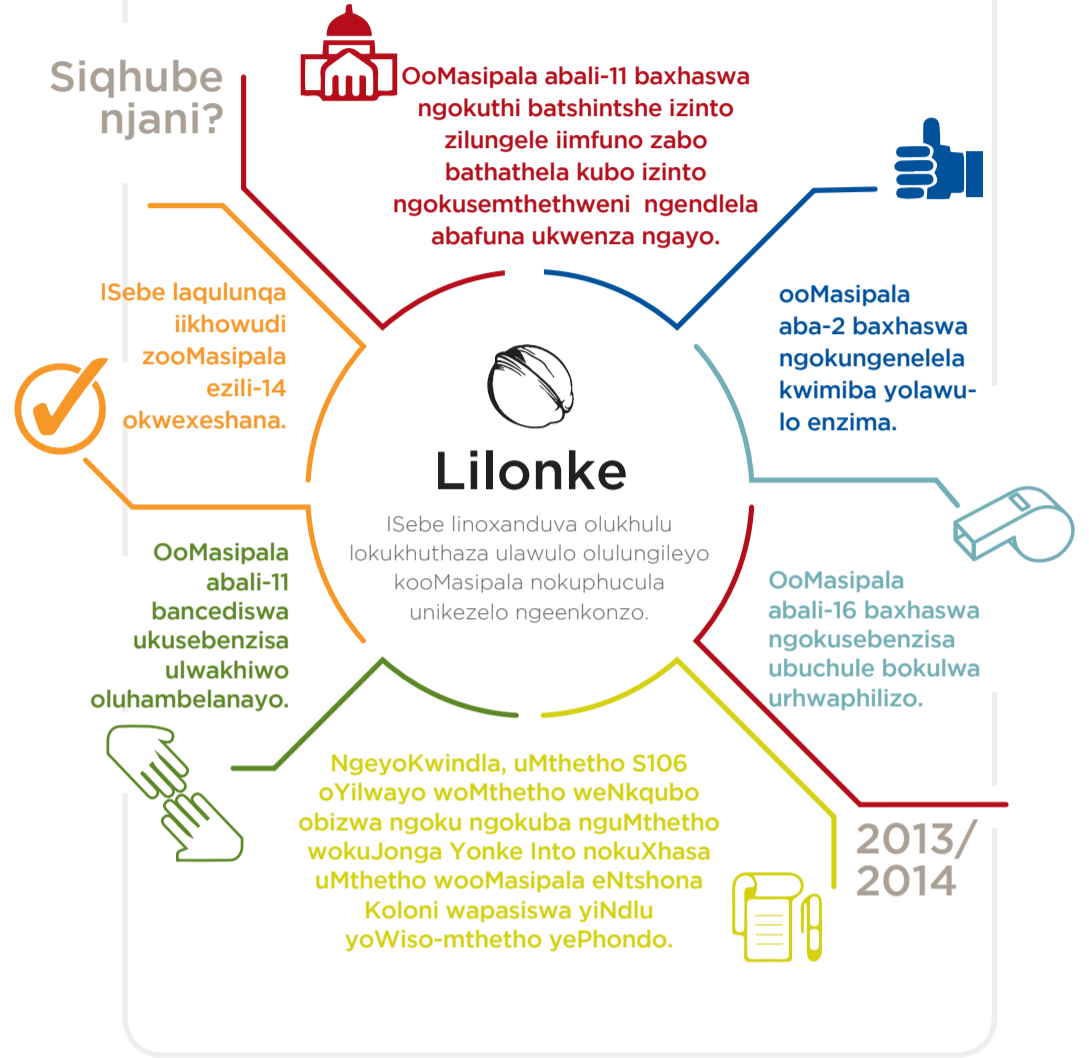 Siqhube
njani?
OoMasipala abali-11 baxhaswa
ngokuthi batshintshe izinto
zilungele iimfuno zabo
bathathela kubo izinto
ngokusemthethweni ngendlela
abafuna ukwenza ngayo.
ooMasipala
aba-2 baxhaswa
ngokungenelela
kwimiba yolawu-
lo enzima.
ISebe laqulunqa
iikhowudi
zooMasipala
ezili-14
okwexeshana.
Lilonke
ISebe linoxanduva olukhulu
lokukhuthaza ulawulo olulungileyo
kooMasipala nokuphucula
unikezelo ngeenkonzo.
OoMasipala
abali-11
bancediswa
ukusebenzisa
ulwakhiwo
oluhambelanayo.
OoMasipala
abali-16 baxhaswa
ngokusebenzisa
ubuchule bokulwa
urhwaphilizo.
NgeyoKwindla, uMthetho S106
oYilwayo woMthetho weNkqubo
obizwa ngoku ngokuba nguMthetho
wokuJonga Yonke Into nokuXhasa
uMthetho wooMasipala eNtshona
Koloni wapasiswa yiNdlu
yoWiso-mthetho yePhondo.
2013/
2014